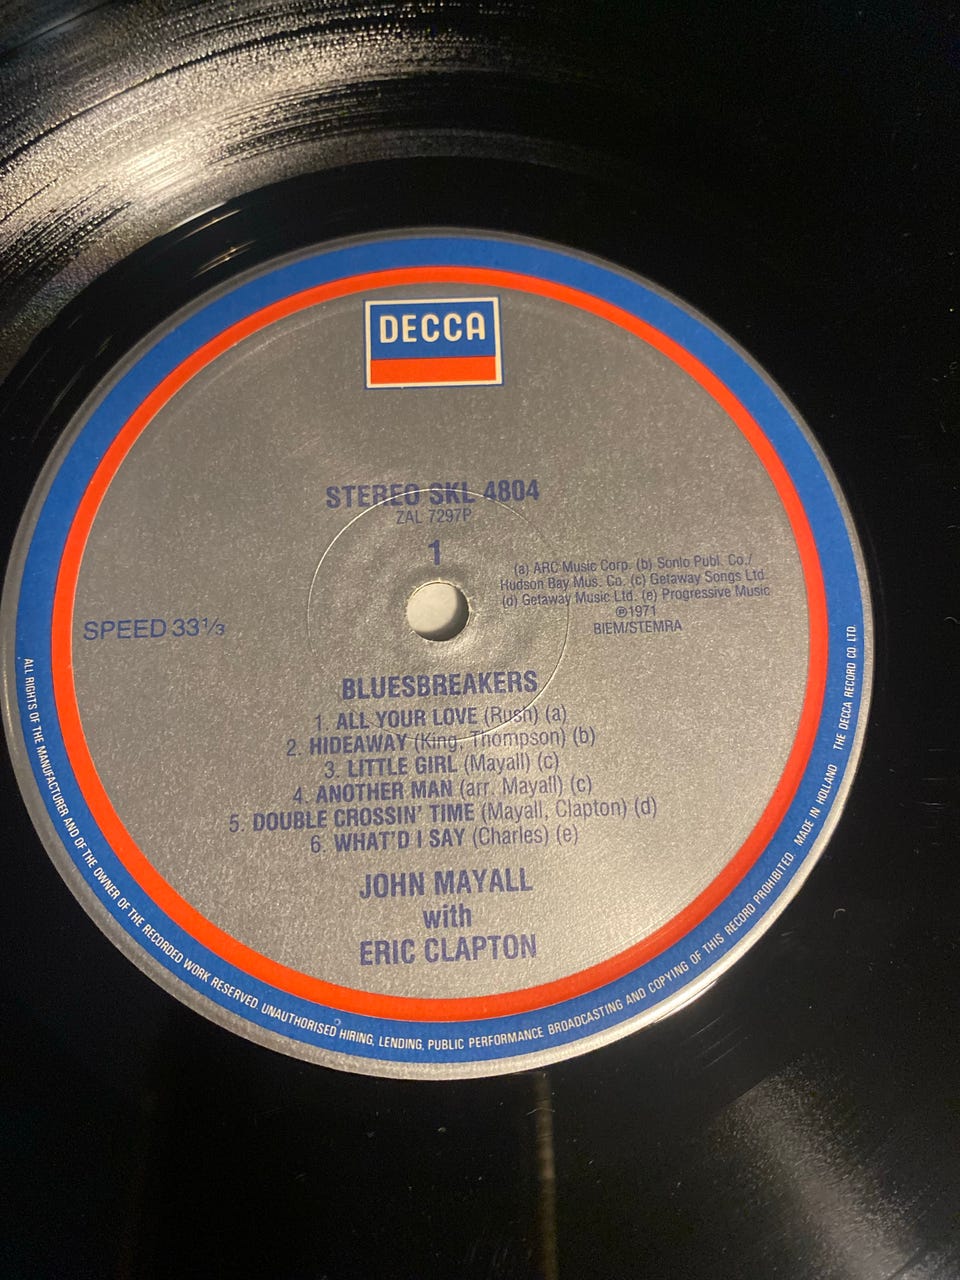 DECCA
STEREO SKL 4804
ZAL 7297P
1
(a) ARC Music Corp. (b) Sonlo Publ. Co./
Hudson Bay Mus. Co. (c) Getaway Songs Ltd.
(d) Getaway Music Ltd. (e) Progressive Music
℗1971
BIEM/STEMRA
SPEED 33⅓
BLUESBREAKERS
1. ALL YOUR LOVE (Rush) (a)
2. HIDEAWAY (King, Thompson) (b)
3. LITTLE GIRL (Mayall) (c)
4. ANOTHER MAN (arr. Mayall) (c)
5. DOUBLE CROSSIN' TIME (Mayall, Clapton) (d)
6. WHAT'D I SAY (Charles) (e)
JOHN MAYALL
with
ERIC CLAPTON
ALL RIGHTS OF THE MANUFACTURER AND OF THE OWNER OF THE RECORDED WORK RESERVED. UNAUTHORISED HIRING, LENDING, PUBLIC PERFORMANCE BROADCASTING AND COPYING OF THIS RECORD PROHIBITED. MADE IN HOLLAND THE DECCA RECORD CO. LTD.